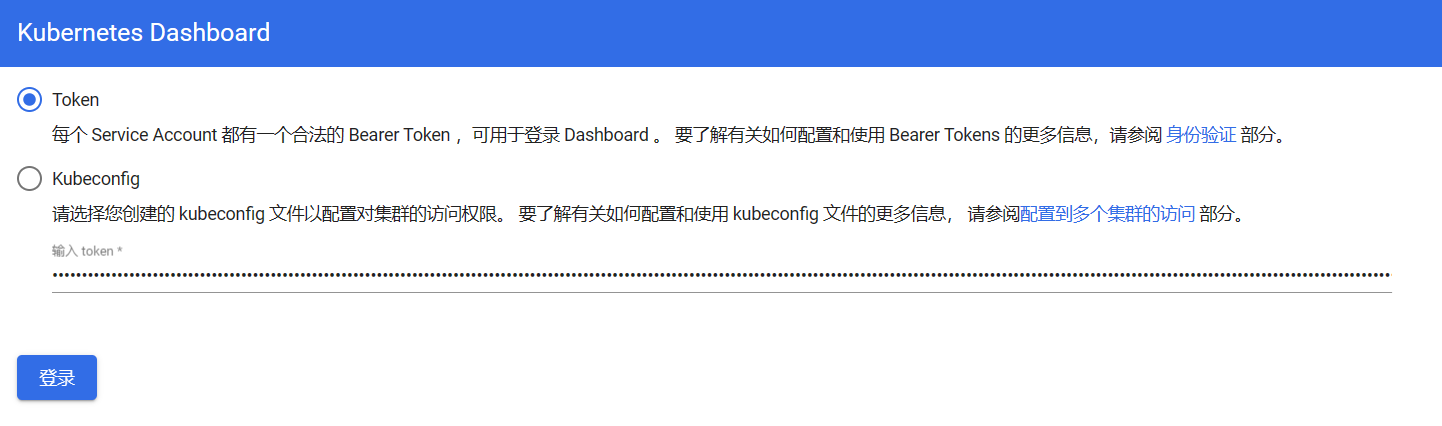 Kubernetes Dashboard
Token
每个 Service Account 都有一个合法的 Bearer Token ，可用于登录 Dashboard 。 要了解有关如何配置和使用 Bearer Tokens 的更多信息，请参阅 身份验证 部分。
Kubeconfig
请选择您创建的 kubeconfig 文件以配置对集群的访问权限。 要了解有关如何配置和使用 kubeconfig 文件的更多信息， 请参阅配置到多个集群的访问 部分。
输入 token *
登录